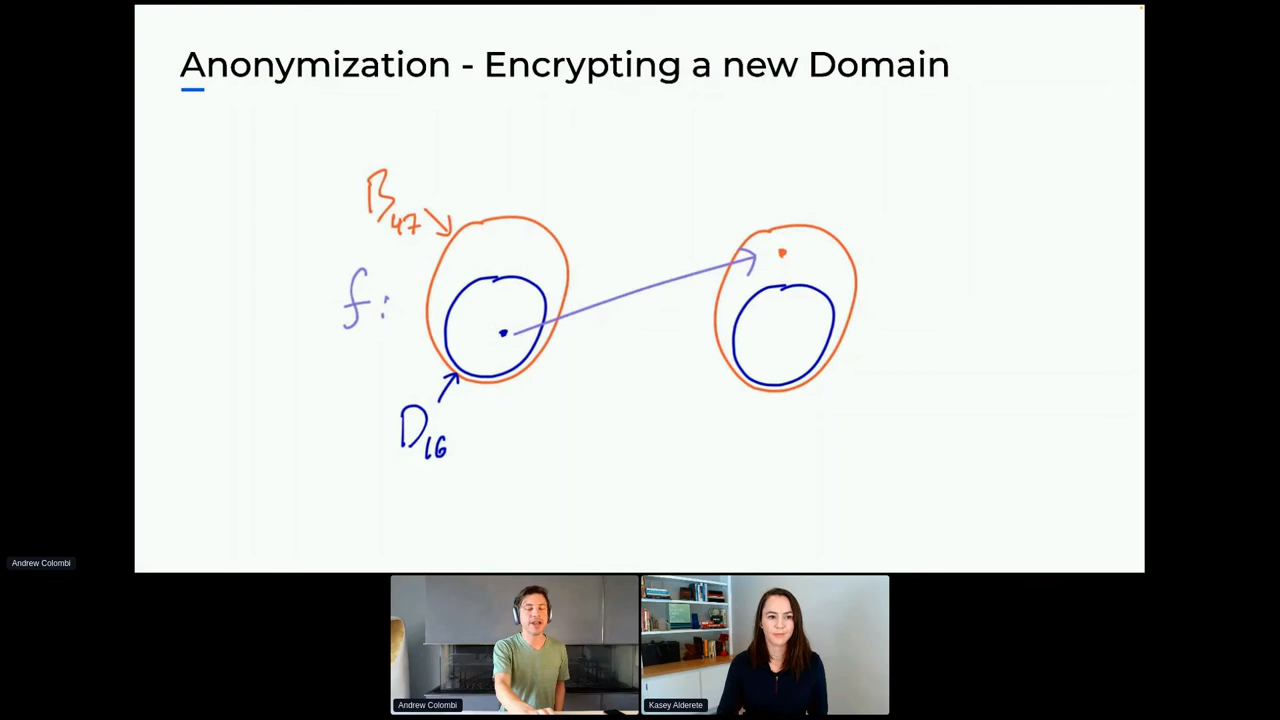 Anonymization - Encrypting a new Domain
B47
f:
D16
Andrew Colombi
Andrew Colombi
Kasey Alderete